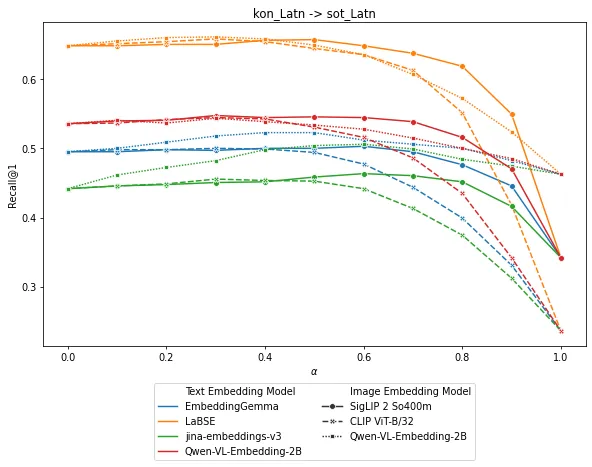 kon_Latn -> sot_Latn
Recall@1
0.6
0.5
0.4
0.3
0.0 0.2 0.4 0.6 0.8 1.0
α
Text Embedding Model Image Embedding Model
EmbeddingGemma SigLIP 2 So400m
LaBSE CLIP ViT-B/32
jina-embeddings-v3 Qwen-VL-Embedding-2B
Qwen-VL-Embedding-2B